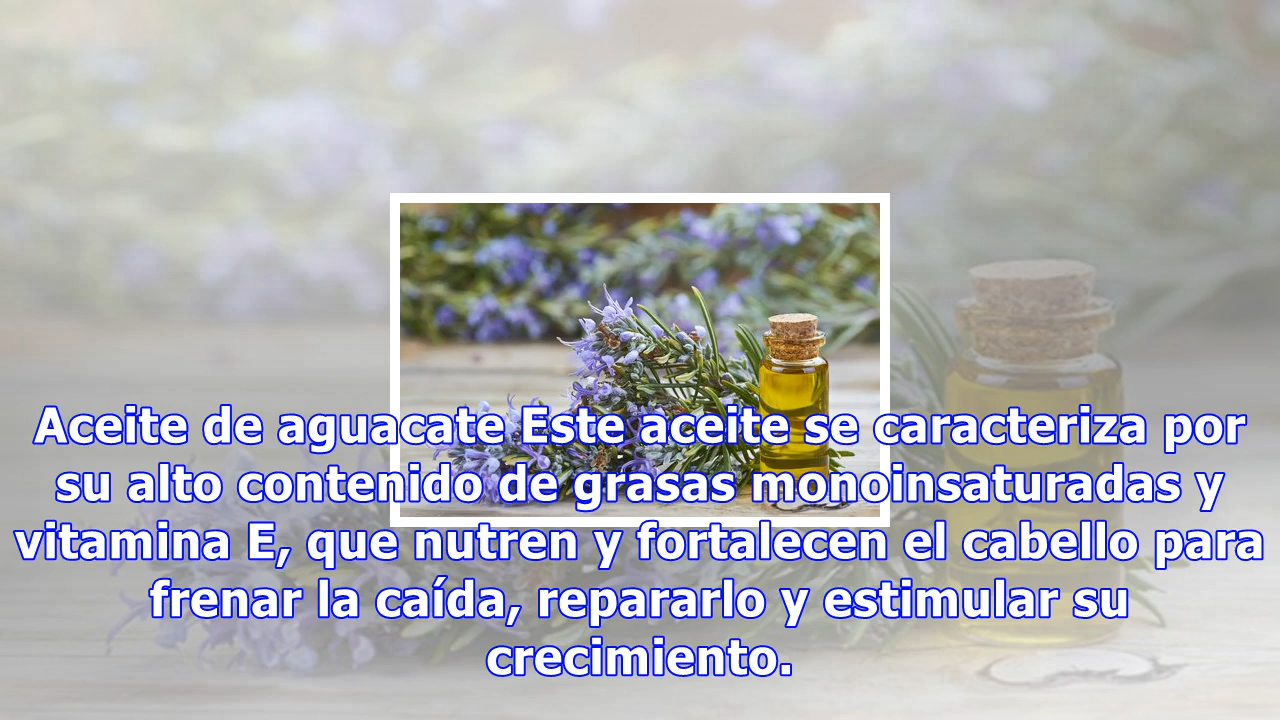 Aceite de aguacate Este aceite se caracteriza por
su alto contenido de grasas monoinsaturadas y
vitamina E, que nutren y fortalecen el cabello para
frenar la caída, repararlo y estimular su
crecimiento.